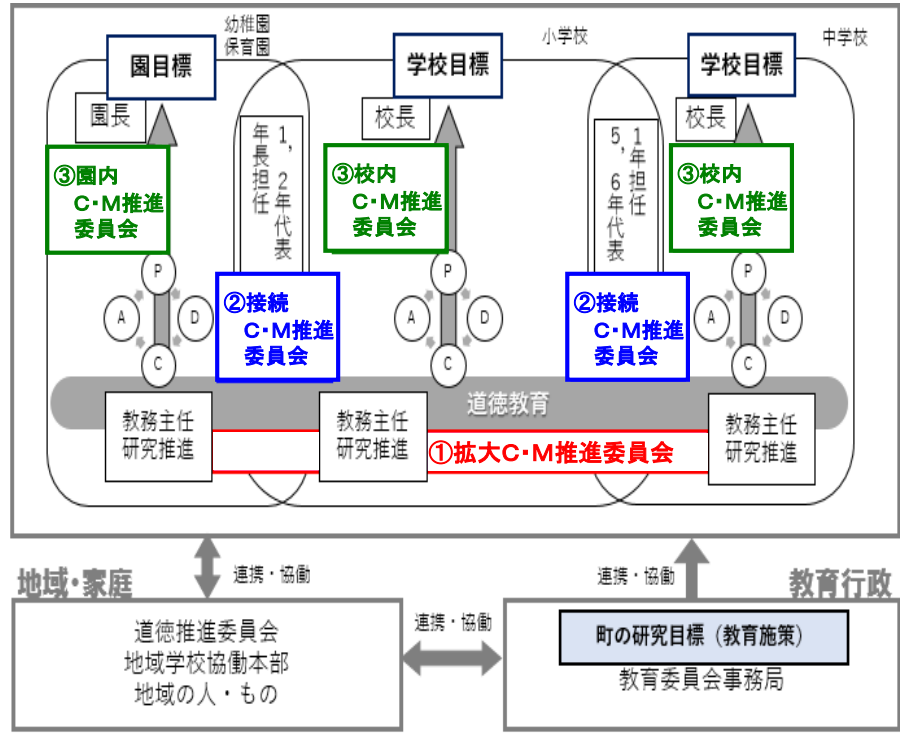 幼稚園
保育園
小学校
中学校
園目標
学校目標
学校目標
園長
校長
校長
年長担任
1,2年代表
5,6年代表
1年担任
③園内
C・M推進
委員会
③校内
C・M推進
委員会
③校内
C・M推進
委員会
②接続
C・M推進
委員会
②接続
C・M推進
委員会
P
A
D
C
P
A
D
C
P
A
D
C
道徳教育
教務主任
研究推進
教務主任
研究推進
教務主任
研究推進
①拡大C・M推進委員会
地域・家庭
連携・協働
連携・協働
教育行政
道徳推進委員会
地域学校協働本部
地域の人・もの
連携・協働
町の研究目標（教育施策）
教育委員会事務局